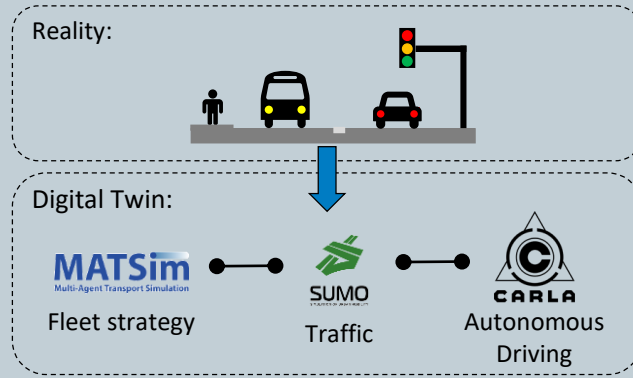 Reality:
Digital Twin:
MATSim
Multi-Agent Transport Simulation
Fleet strategy
SUMO
Traffic
C
CARLA
Autonomous
Driving